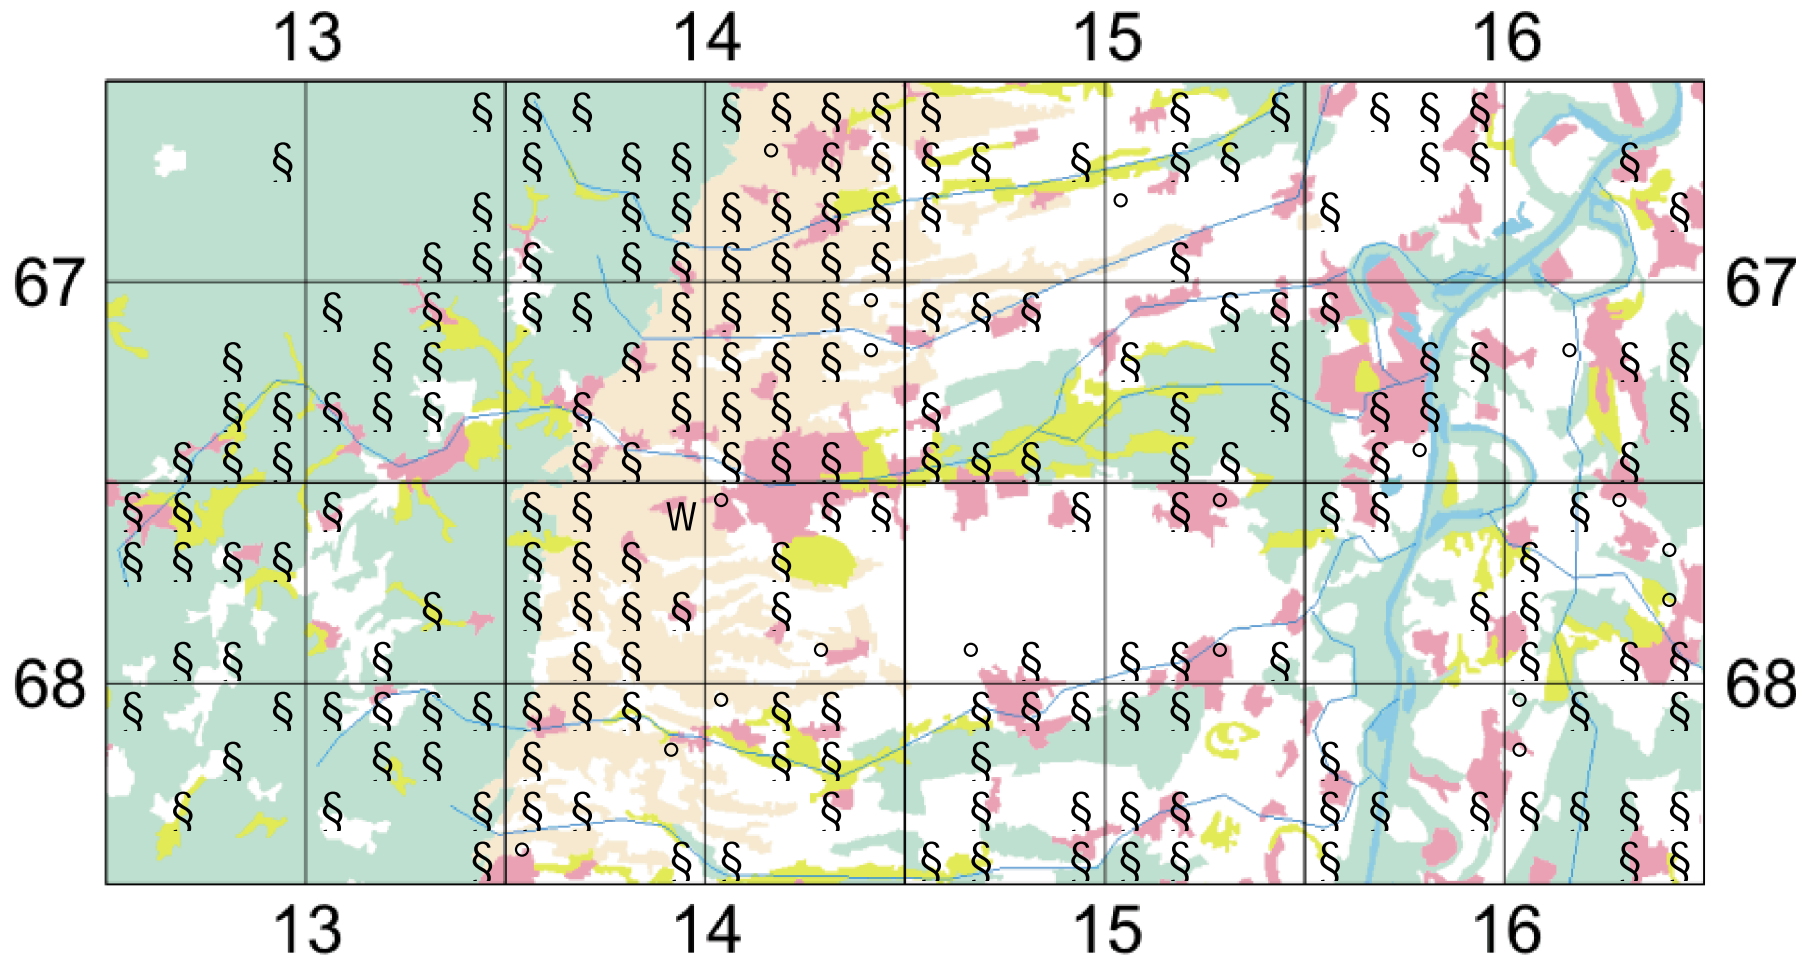 13 14 15 16
§ § § § § § § § § § § § §
§ § § § § § § § § § § § § §
§ § § § § § § § § §
§ § § § § § § § § §
67 67
§ § § § § § § § § § § § § §
§ § § § § § § § § § § § § §
§ § § § § § § § § § § § § § §
§ § § § § § § § § § § § § § §
§ § § § § W § § § § § § §
§ § § § § § § § §
§ § § § § § § §
§ § § § § § § § § § § §
68 68
§ § § § § § § § § § § § § § § § § §
§ § § § § § § §
§ § § § § § § § § § § § § § § § §
§ § § § § § § § § § §
13 14 15 16